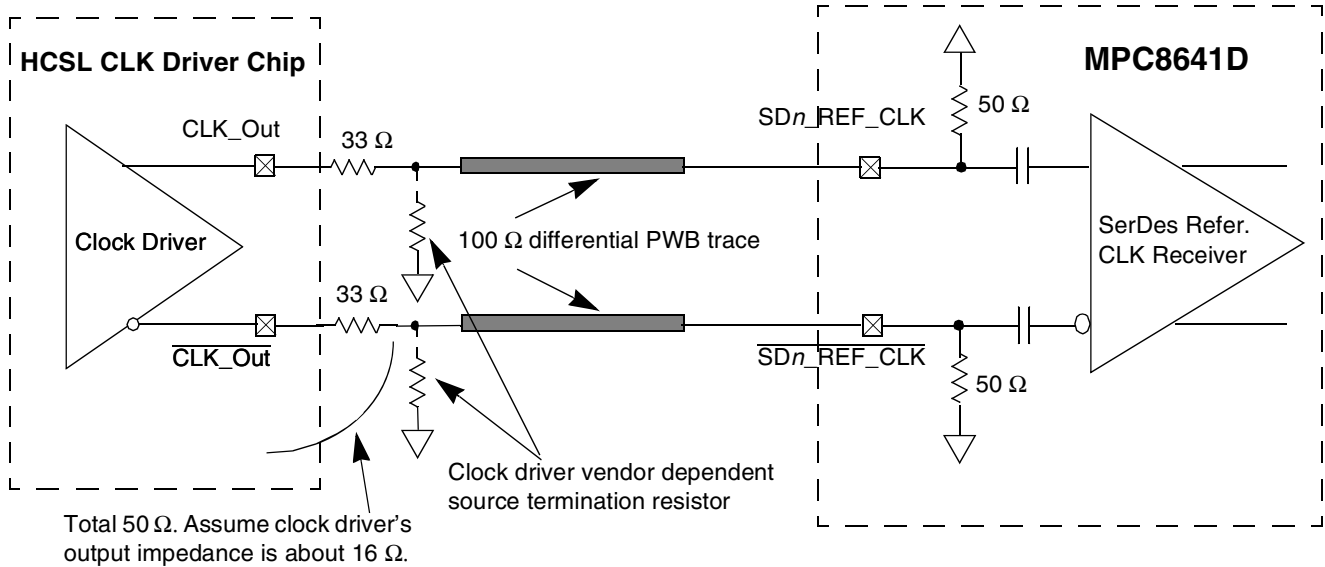 HCSL CLK Driver Chip
MPC8641D
50 Ω
CLK_Out
33 Ω
SDn_REF_CLK
Clock Driver
100 Ω differential PWB trace
SerDes Refer.
CLK Receiver
33 Ω
CLK_Out
SDn_REF_CLK
50 Ω
Clock driver vendor dependent
source termination resistor
Total 50 Ω. Assume clock driver's
output impedance is about 16 Ω.